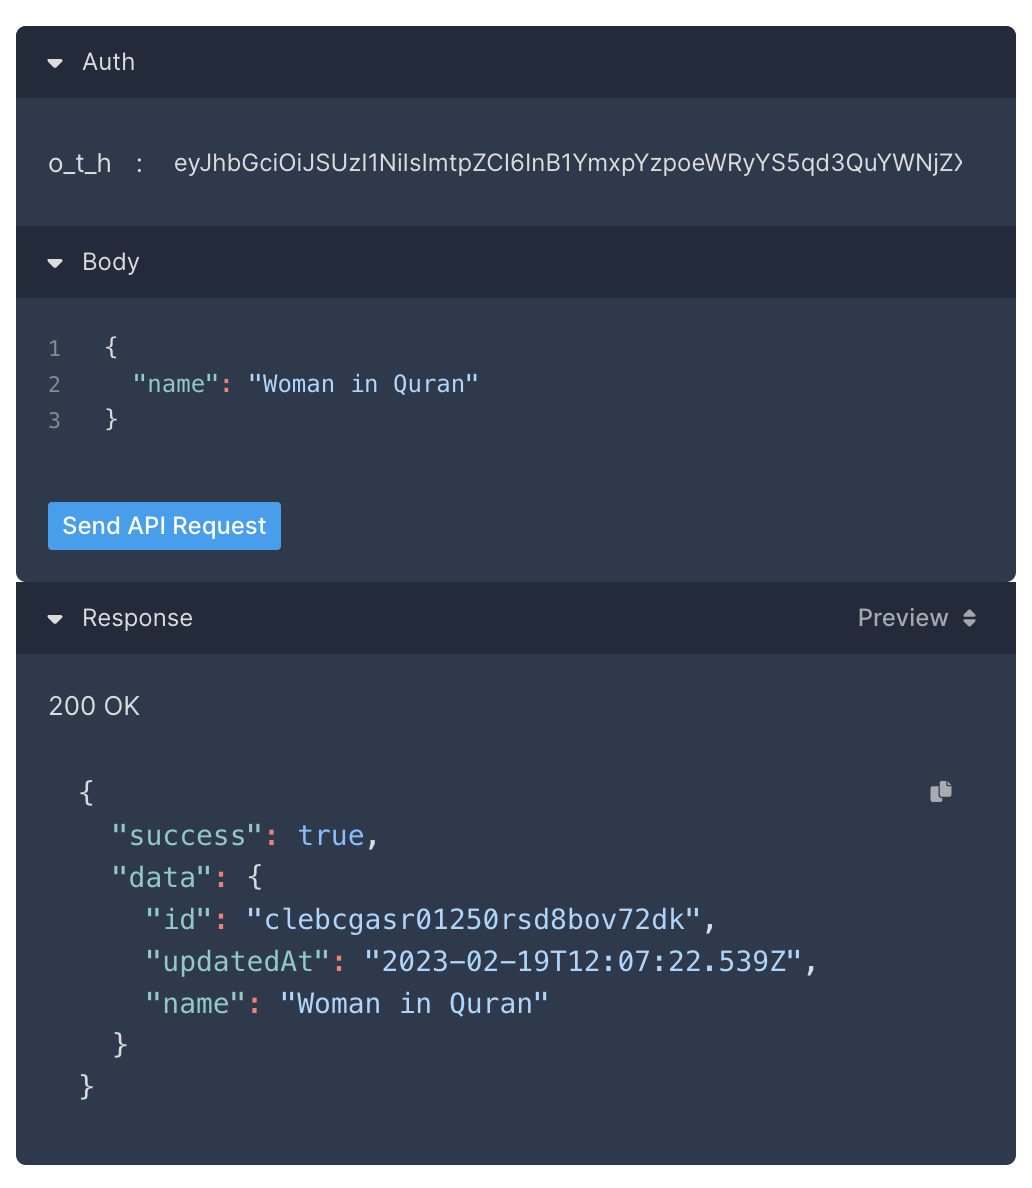 Auth
o_t_h : eyJhbGciOiJSUzI1NiIsImtpZCI6InB1YmxpYzpoeWRyYS5qd3QuYWNjZX
Body
1 {
2 "name": "Woman in Quran"
3 }
Send API Request
Response Preview
200 OK
{
"success": true,
"data": {
"id": "clebcgasr01250rsd8bov72dk",
"updatedAt": "2023-02-19T12:07:22.539Z",
"name": "Woman in Quran"
}
}